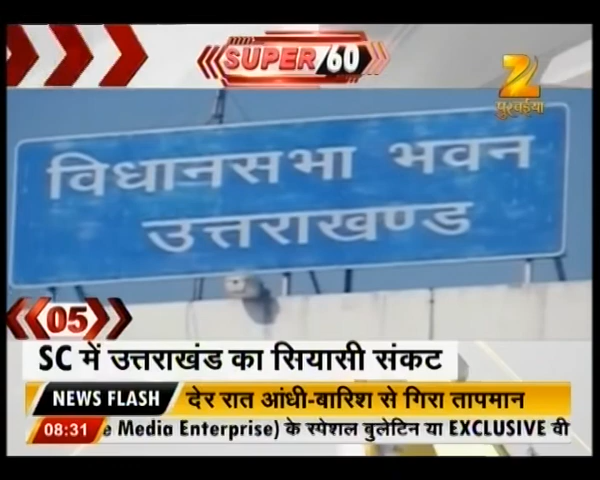 SUPER/60
Z
पुरवईया
विधानसभा भवन
उत्तराखण्ड
05
SC में उत्तराखंड का सियासी संकट
NEWS FLASH
देर रात आंधी-बारिश से गिरा तापमान
08:31
e Media Enterprise) के स्पेशल बुलेटिन या EXCLUSIVE वी